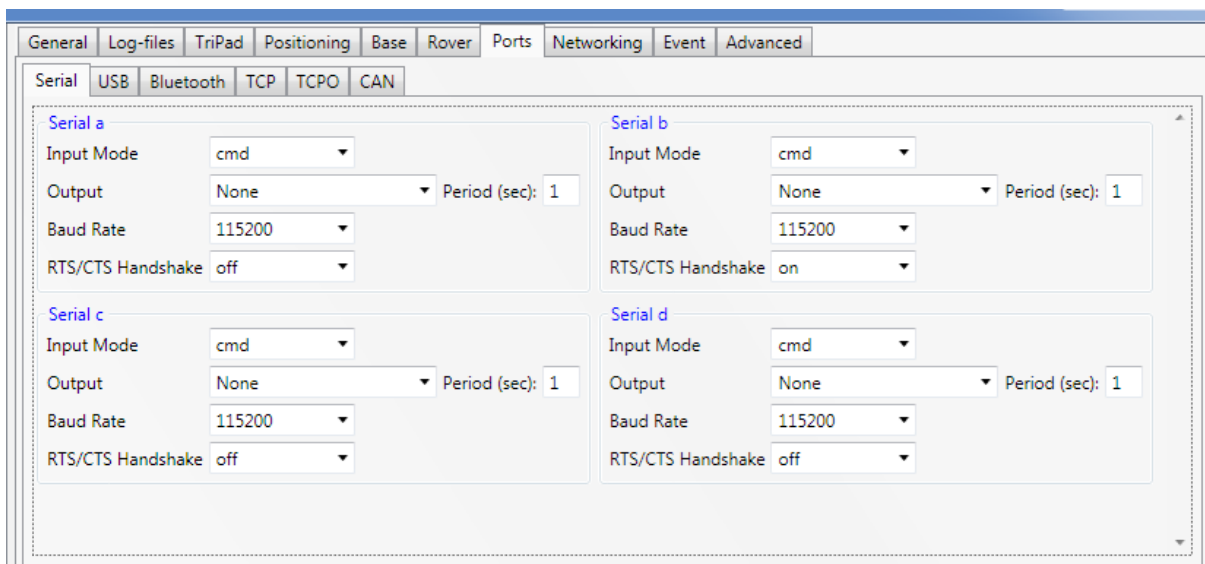 General Log-files TriPad Positioning Base Rover Ports Networking Event Advanced
Serial USB Bluetooth TCP TCPO CAN
Serial a
Input Mode cmd
Output None Period (sec): 1
Baud Rate 115200
RTS/CTS Handshake off
Serial b
Input Mode cmd
Output None Period (sec): 1
Baud Rate 115200
RTS/CTS Handshake on
Serial c
Input Mode cmd
Output None Period (sec): 1
Baud Rate 115200
RTS/CTS Handshake off
Serial d
Input Mode cmd
Output None Period (sec): 1
Baud Rate 115200
RTS/CTS Handshake off